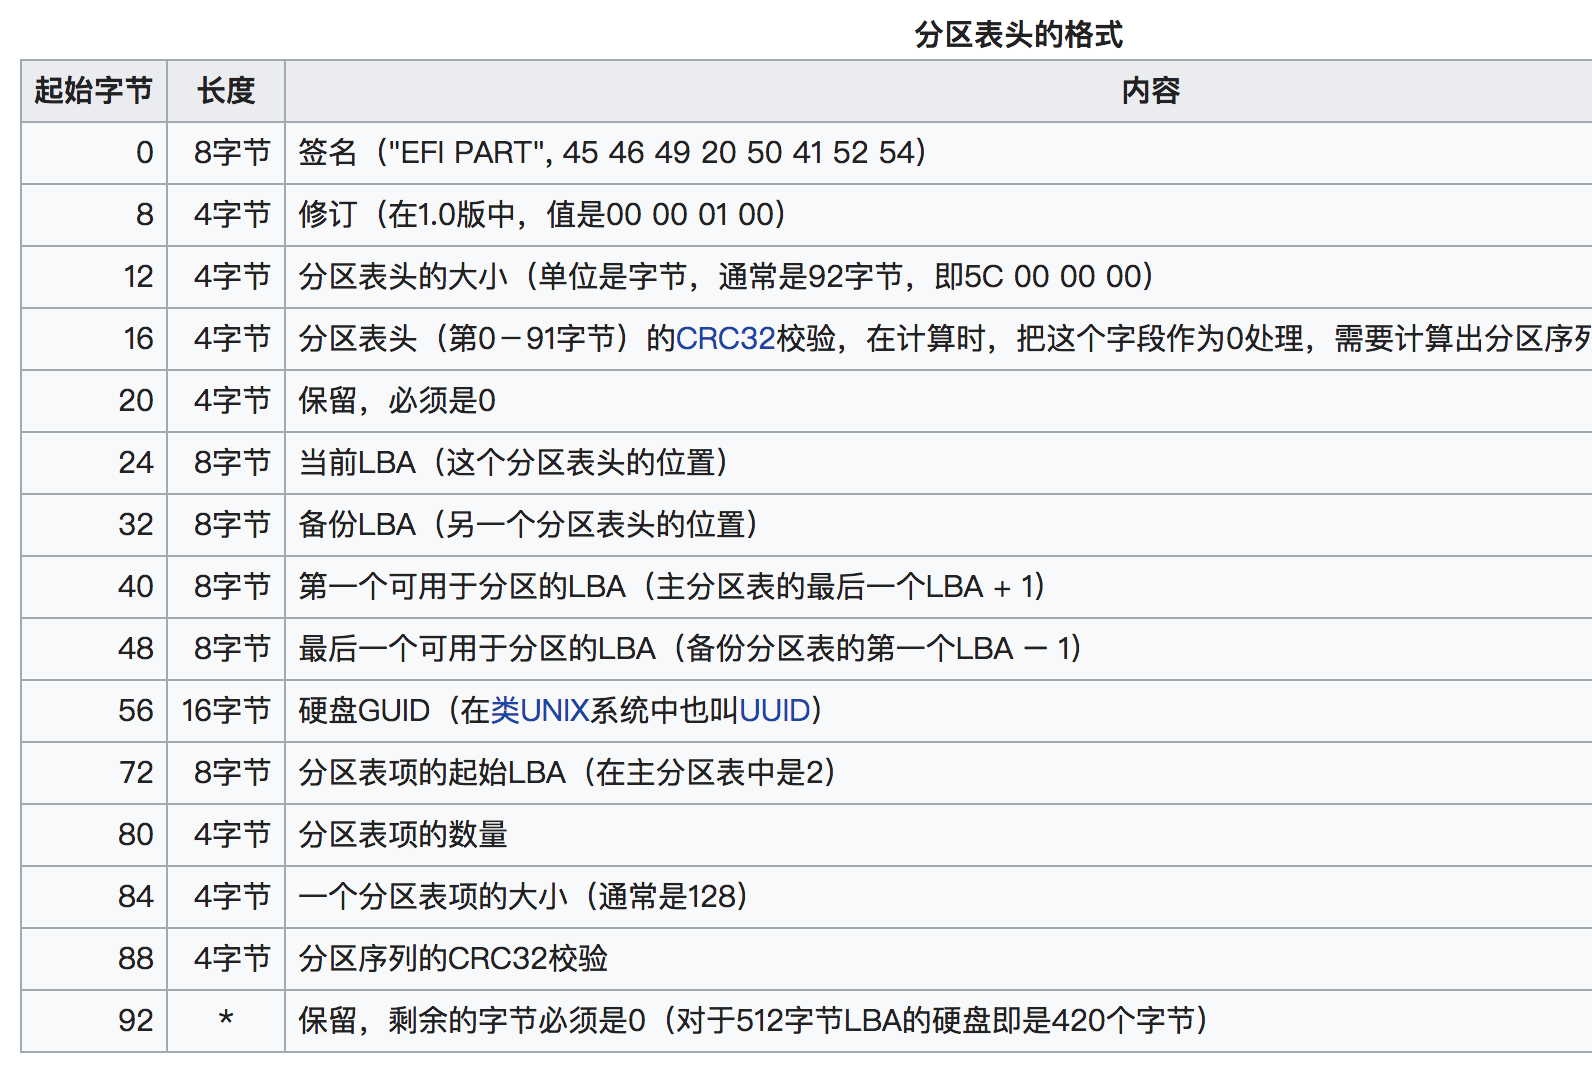 分区表头的格式
起始字节 长度 内容
0 8字节 签名（"EFI PART", 45 46 49 20 50 41 52 54）
8 4字节 修订（在1.0版中，值是00 00 01 00）
12 4字节 分区表头的大小（单位是字节，通常是92字节，即5C 00 00 00）
16 4字节 分区表头（第0－91字节）的CRC32校验，在计算时，把这个字段作为0处理，需要计算出分区序列
20 4字节 保留，必须是0
24 8字节 当前LBA（这个分区表头的位置）
32 8字节 备份LBA（另一个分区表头的位置）
40 8字节 第一个可用于分区的LBA（主分区表的最后一个LBA + 1）
48 8字节 最后一个可用于分区的LBA（备份分区表的第一个LBA － 1）
56 16字节 硬盘GUID（在类UNIX系统中也叫UUID）
72 8字节 分区表项的起始LBA（在主分区表中是2）
80 4字节 分区表项的数量
84 4字节 一个分区表项的大小（通常是128）
88 4字节 分区序列的CRC32校验
92 * 保留，剩余的字节必须是0（对于512字节LBA的硬盘即是420个字节）